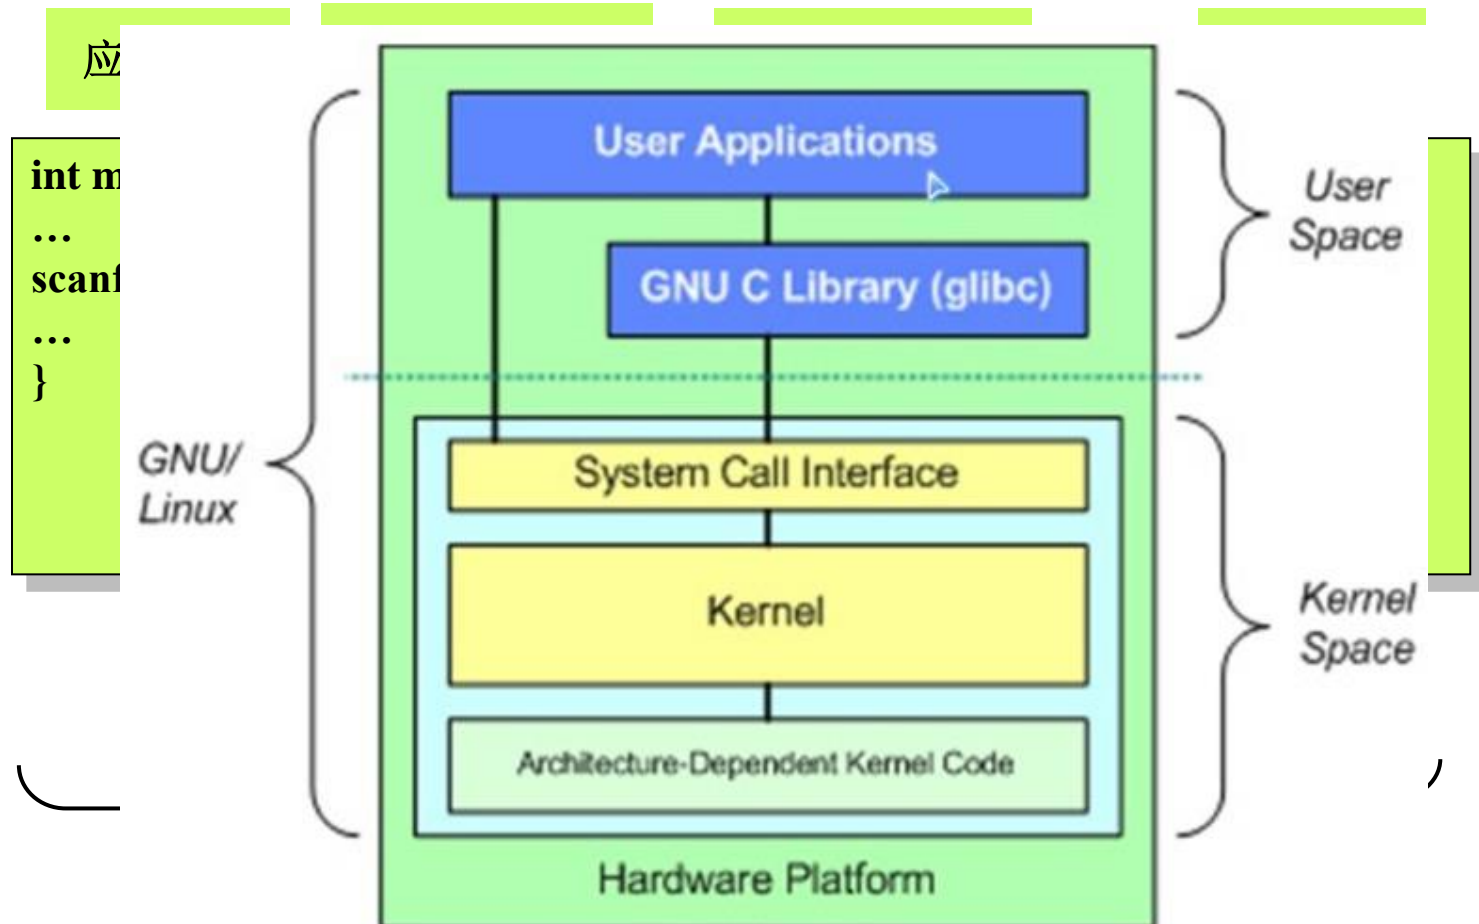 应
int m
…
scanf
…
}
User Applications
GNU C Library (glibc)
User
Space
GNU/
Linux
System Call Interface
Kernel
Architecture-Dependent Kernel Code
Kernel
Space
Hardware Platform